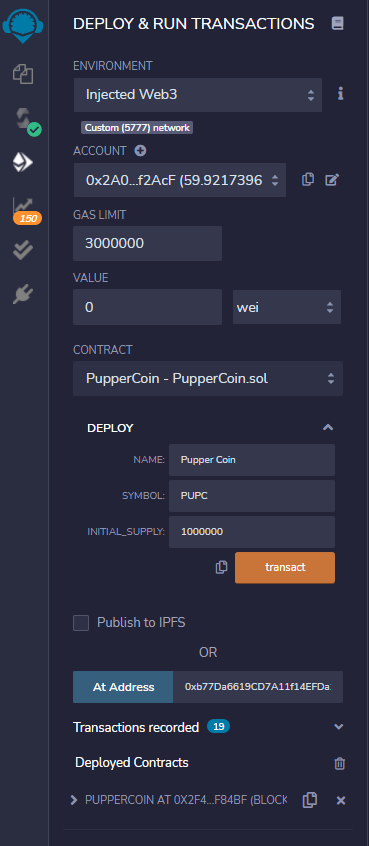 DEPLOY & RUN TRANSACTIONS
ENVIRONMENT
Injected Web3
Custom (5777) network
ACCOUNT
0x2A0...f2AcF (59.9217396
GAS LIMIT
3000000
VALUE
0 wei
CONTRACT
PupperCoin - PupperCoin.sol
150
DEPLOY
NAME: Pupper Coin
SYMBOL: PUPC
INITIAL_SUPPLY: 1000000
transact
Publish to IPFS
OR
At Address 0xb77Da6619CD7A11f14EFDa
Transactions recorded 19
Deployed Contracts
PUPPERCOIN AT 0X2F4...F84BF (BLOCK